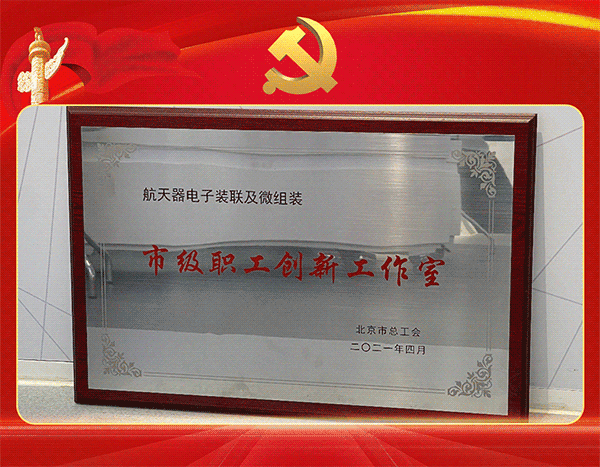 航天器电子装联及微组装
市级职工创新工作室
北京市总工会
二〇二一年四月